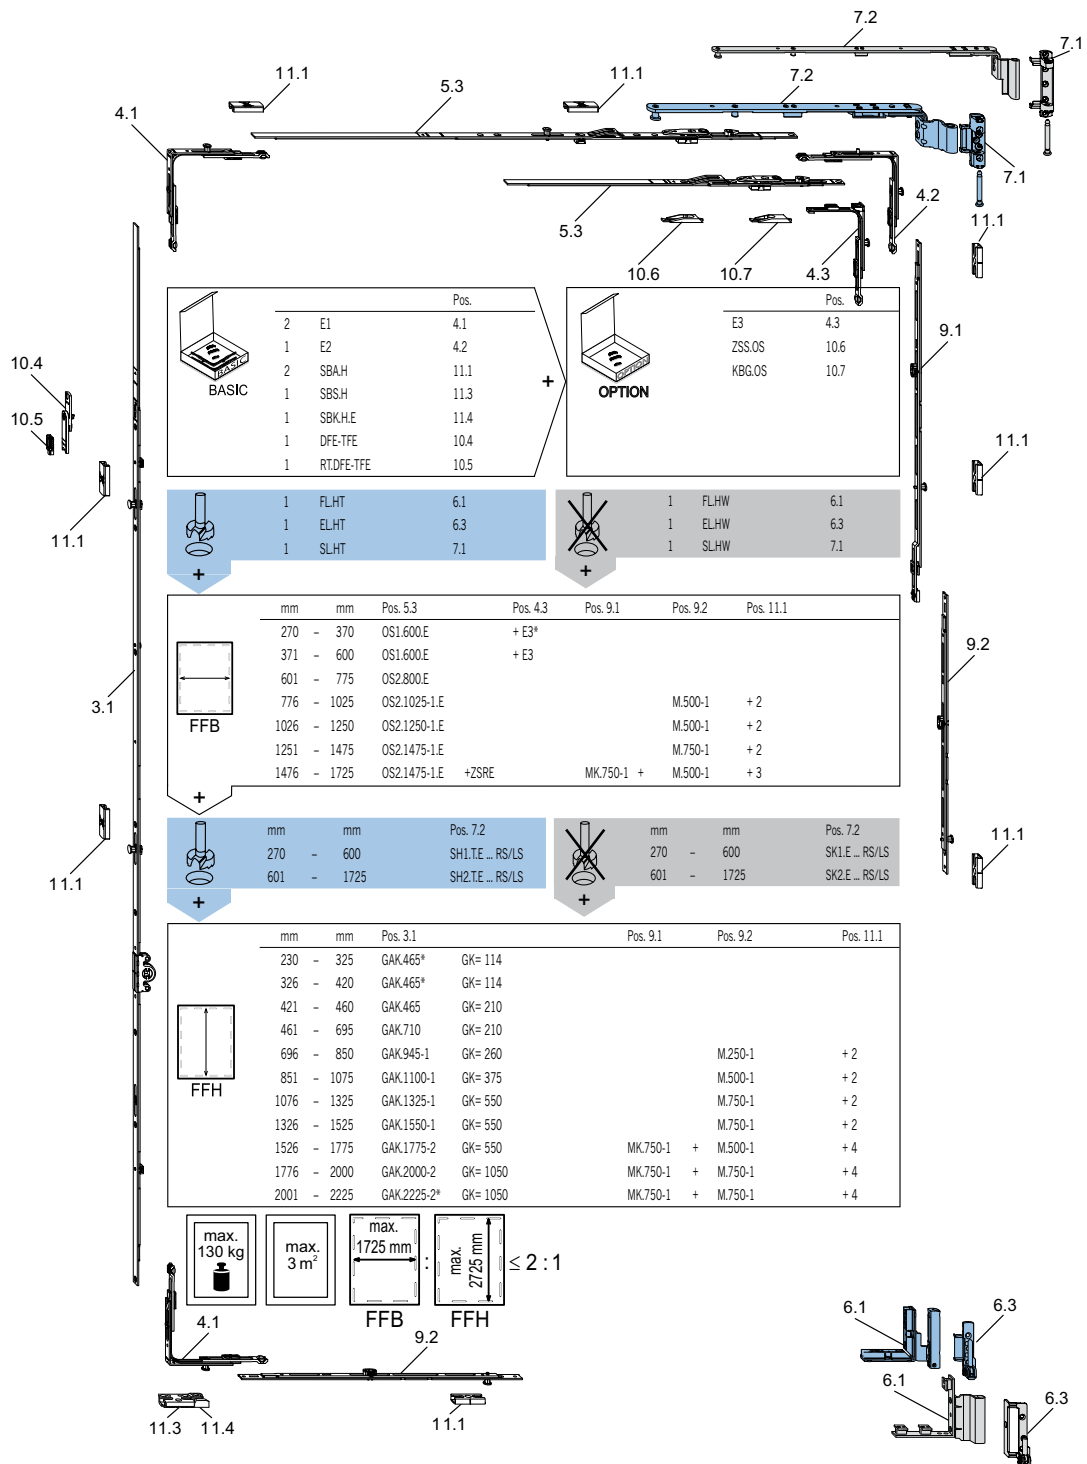 7.2
7.1
11.1
11.1
7.2
5.3
4.1
7.1
5.3
4.2
11.1
10.6
10.7
4.3
BASIC
BASIC
Pos.
2 E1 4.1
1 E2 4.2
2 SBA.H 11.1
1 SBS.H 11.3
1 SBK.H.E 11.4
1 DFE-TFE 10.4
1 RT.DFE-TFE 10.5
+
OPTION
OPTION
Pos.
E3 4.3
ZSS.OS 10.6
KBG.OS 10.7
9.1
10.4
10.5
11.1
11.1
1 FL.HT 6.1
1 EL.HT 6.3
1 SL.HT 7.1
+
1 FL.HW 6.1
1 EL.HW 6.3
1 SL.HW 7.1
+
mm mm Pos. 5.3 Pos. 4.3 Pos. 9.1 Pos. 9.2 Pos. 11.1
270 – 370 OS1.600.E + E3*
371 – 600 OS1.600.E + E3
601 – 775 OS2.800.E
776 – 1025 OS2.1025-1.E M.500-1 + 2
1026 – 1250 OS2.1250-1.E M.500-1 + 2
1251 – 1475 OS2.1475-1.E M.750-1 + 2
1476 – 1725 OS2.1475-1.E +ZSRE MK.750-1 + M.500-1 + 3
FFB
+
3.1
9.2
11.1
11.1
mm mm Pos. 7.2
270 – 600 SH1.T.E ... RS/LS
601 – 1725 SH2.T.E ... RS/LS
+
mm mm Pos. 7.2
270 – 600 SK1.E ... RS/LS
601 – 1725 SK2.E ... RS/LS
+
mm mm Pos. 3.1 Pos. 9.1 Pos. 9.2 Pos. 11.1
230 – 325 GAK.465* GK= 114
326 – 420 GAK.465* GK= 114
421 – 460 GAK.465 GK= 210
461 – 695 GAK.710 GK= 210
696 – 850 GAK.945-1 GK= 260 M.250-1 + 2
851 – 1075 GAK.1100-1 GK= 375 M.500-1 + 2
1076 – 1325 GAK.1325-1 GK= 550 M.750-1 + 2
1326 – 1525 GAK.1550-1 GK= 550 M.750-1 + 2
1526 – 1775 GAK.1775-2 GK= 550 MK.750-1 + M.500-1 + 4
1776 – 2000 GAK.2000-2 GK= 1050 MK.750-1 + M.750-1 + 4
2001 – 2225 GAK.2225-2* GK= 1050 MK.750-1 + M.750-1 + 4
FFH
max.
130 kg
max.
3 m²
max.
1725 mm
FFB
:
max.
2725 mm
FFH
≤ 2 : 1
4.1
9.2
11.3
11.4
11.1
6.1
6.3
6.1
6.3